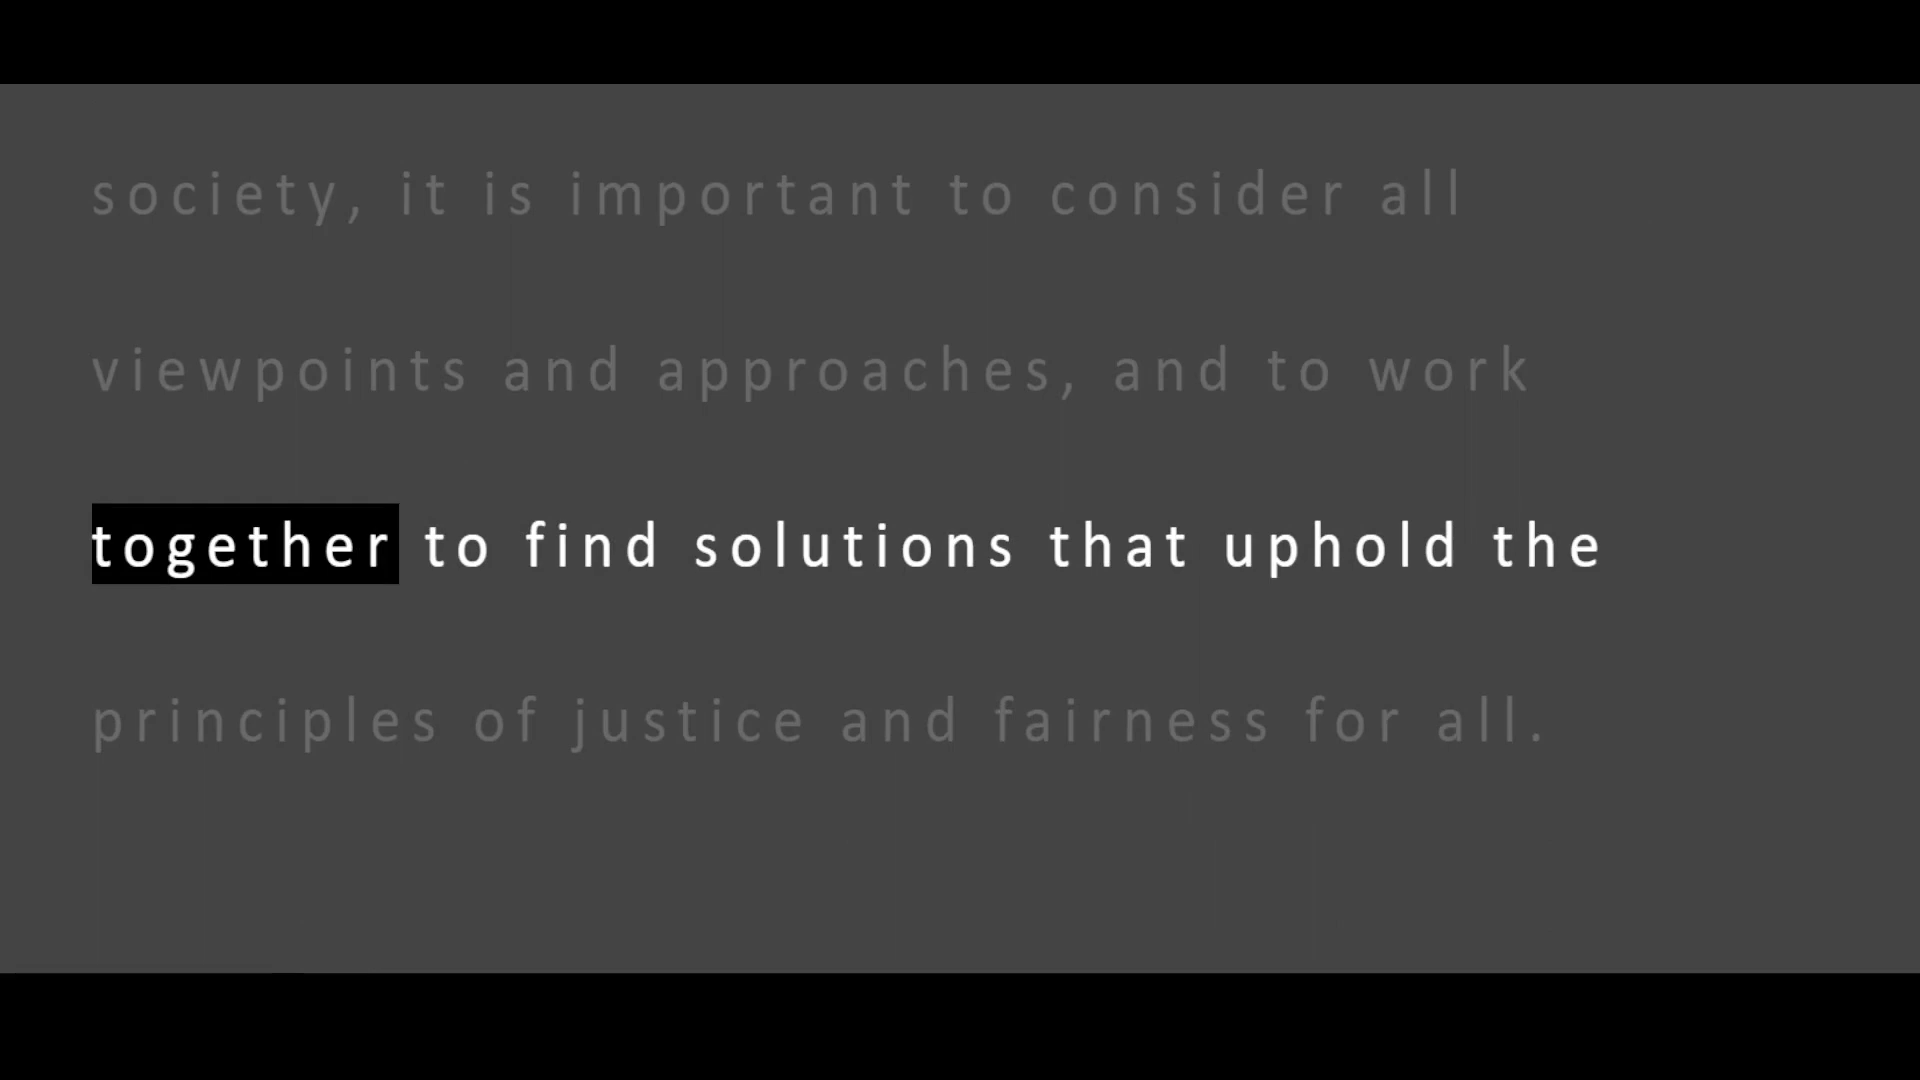 society, it is important to consider all
viewpoints and approaches, and to work
together to find solutions that uphold the
principles of justice and fairness for all.